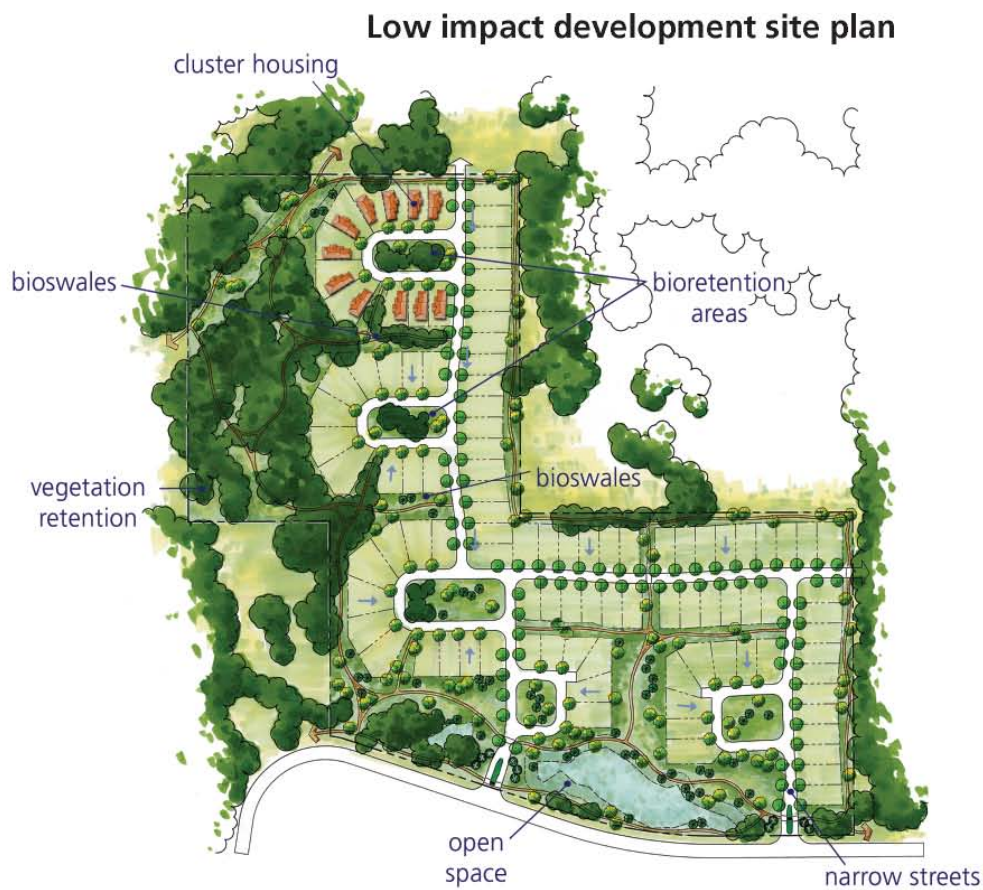 Low impact development site plan
cluster housing
bioswales
bioretention
areas
vegetation
retention
bioswales
open
space
narrow streets